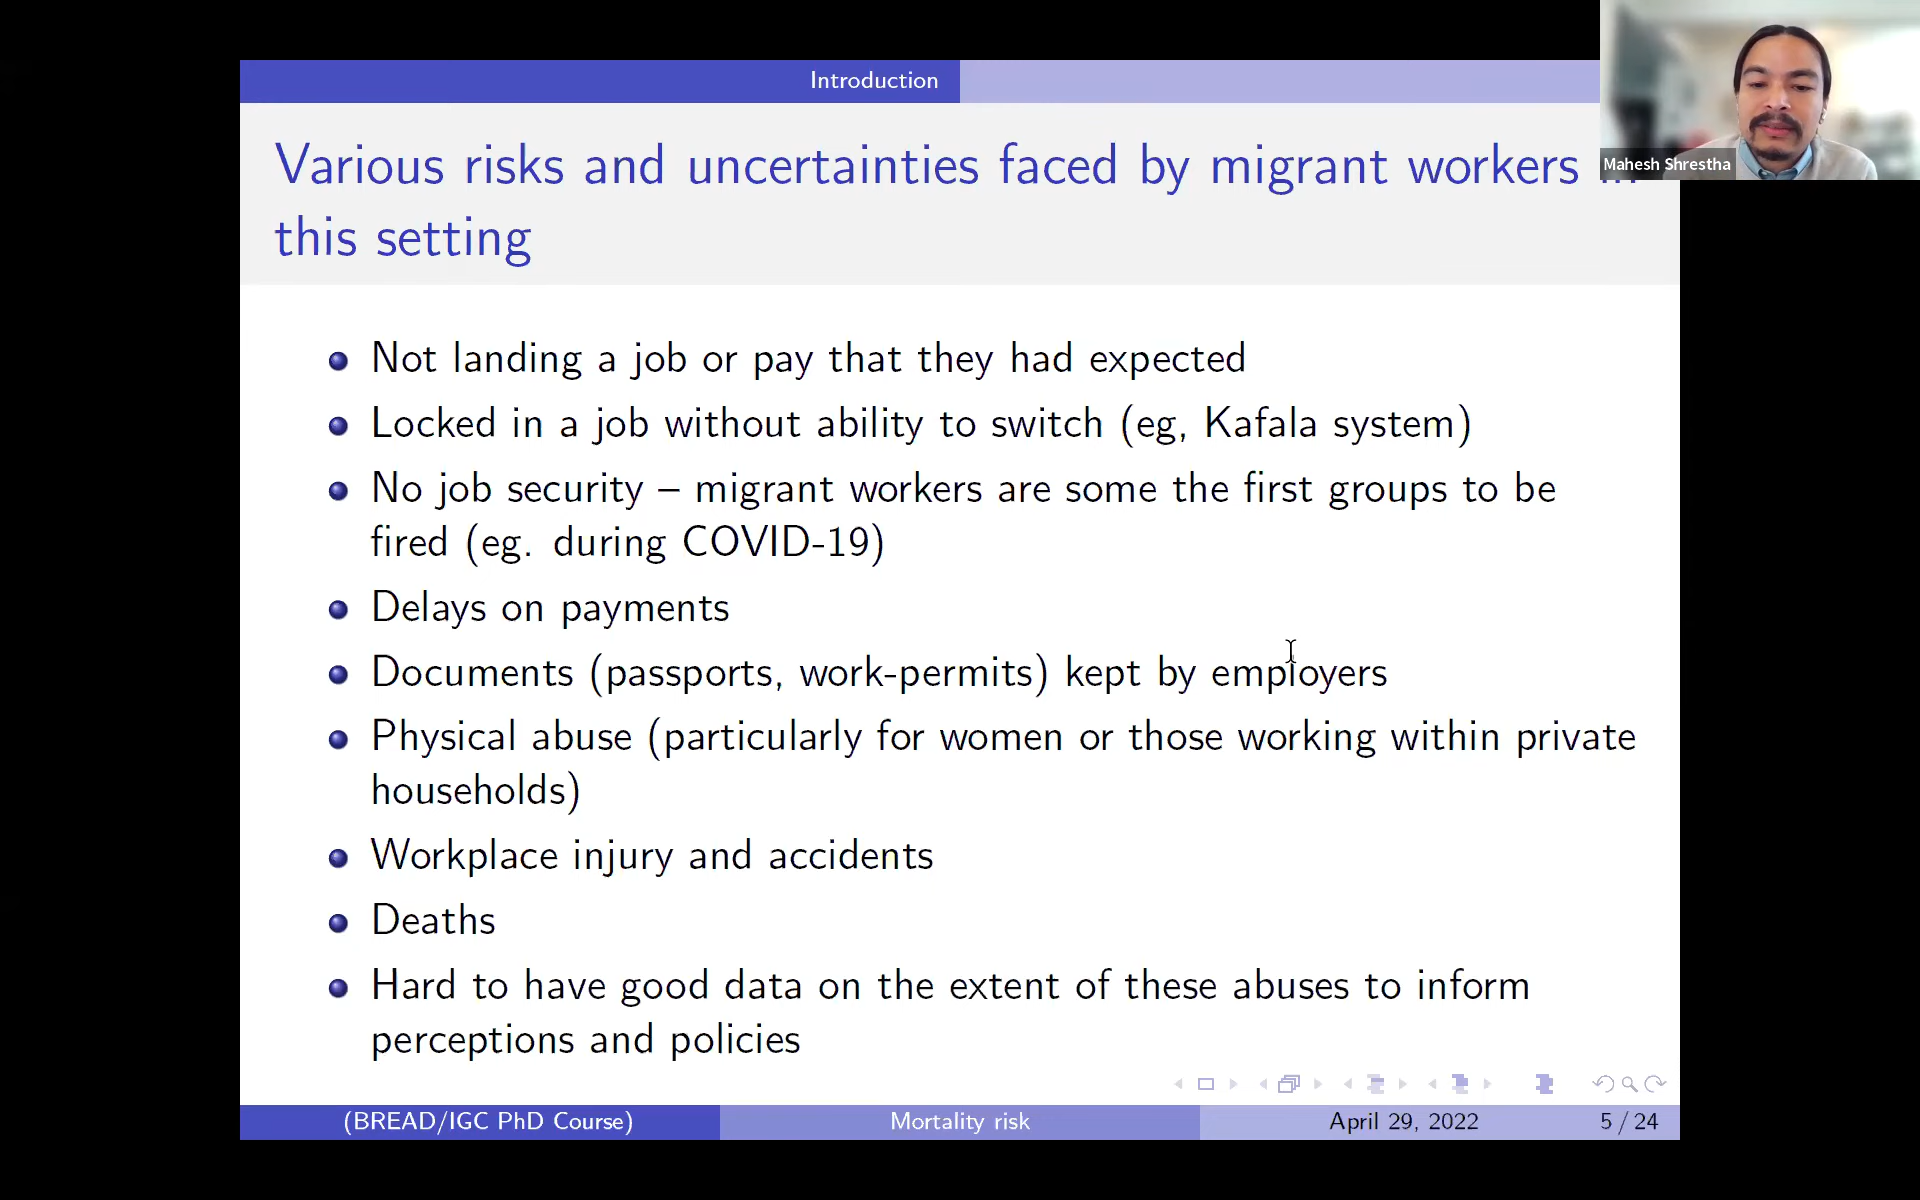 Introduction
Various risks and uncertainties faced by migrant workers
this setting
Not landing a job or pay that they had expected
Locked in a job without ability to switch (eg, Kafala system)
No job security – migrant workers are some the first groups to be
fired (eg. during COVID-19)
Delays on payments
Documents (passports, work-permits) kept by employers
Physical abuse (particularly for women or those working within private
households)
Workplace injury and accidents
Deaths
Hard to have good data on the extent of these abuses to inform
perceptions and policies
(BREAD/IGC PhD Course)
Mortality risk
April 29, 2022
5 / 24
Mahesh Shrestha